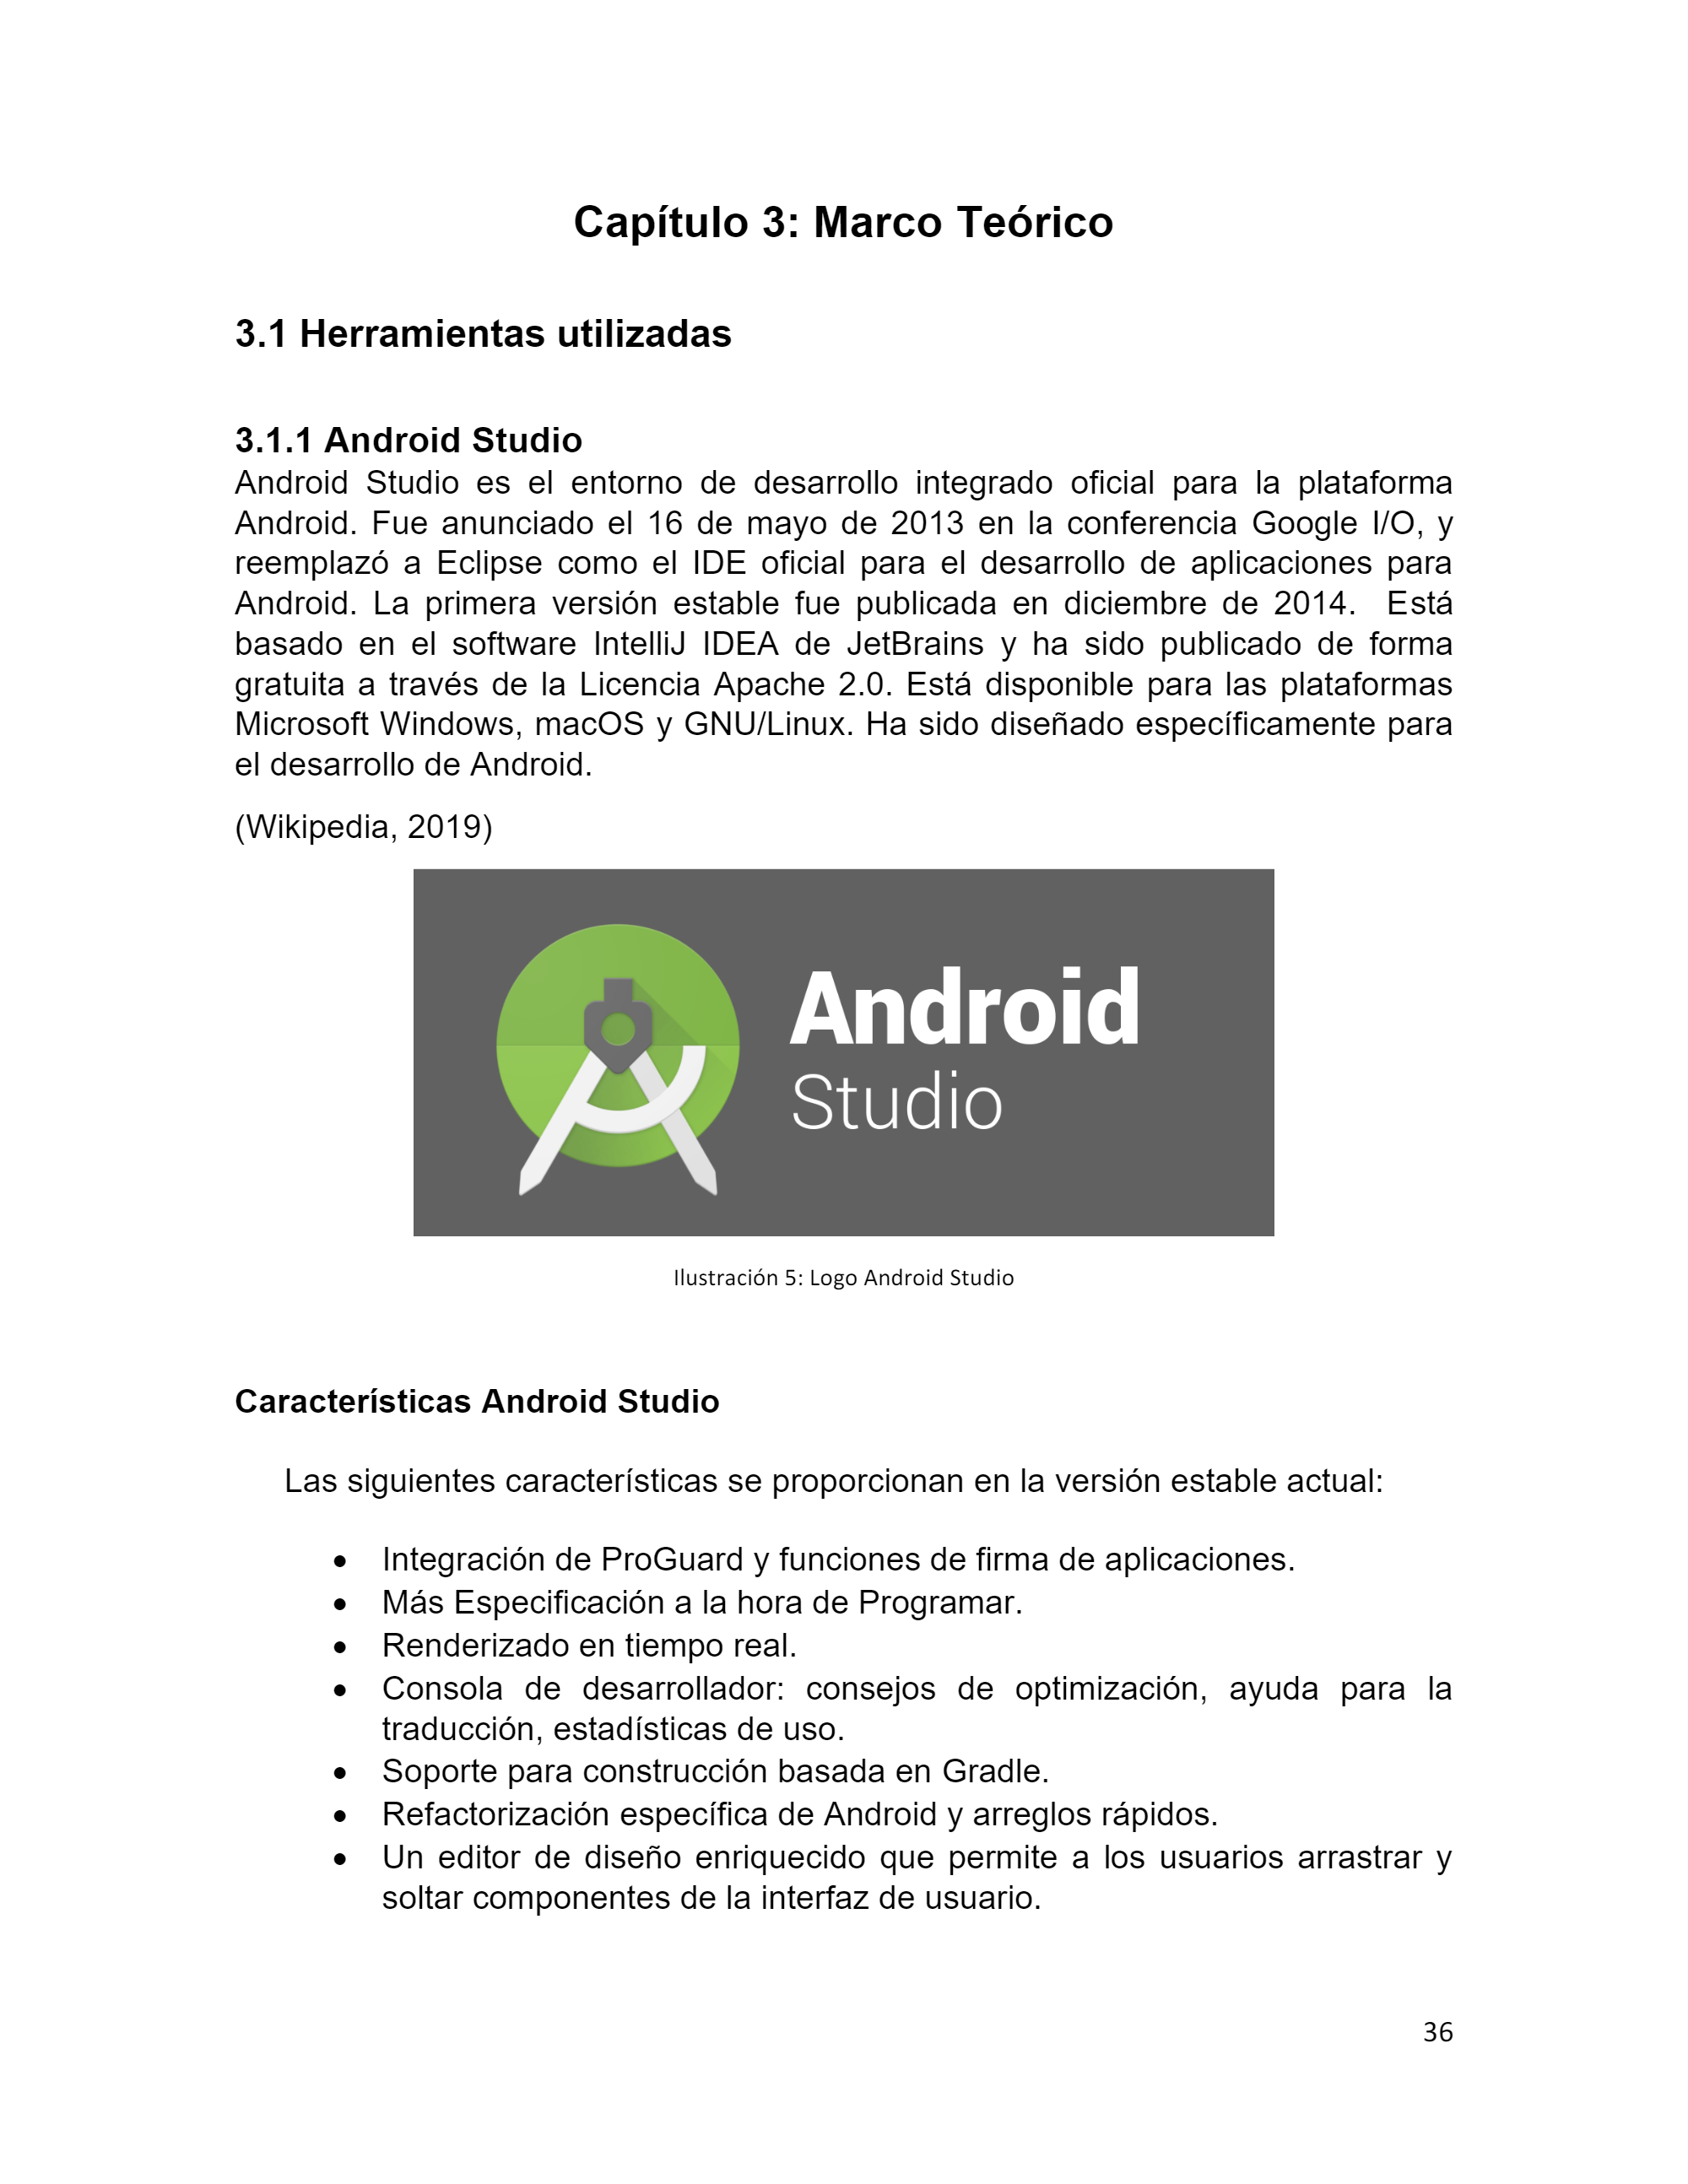 Capítulo 3: Marco Teórico
3.1 Herramientas utilizadas
3.1.1 Android Studio
Android Studio es el entorno de desarrollo integrado oficial para la plataforma
Android. Fue anunciado el 16 de mayo de 2013 en la conferencia Google I/O, y
reemplazó a Eclipse como el IDE oficial para el desarrollo de aplicaciones para
Android. La primera versión estable fue publicada en diciembre de 2014.  Está
basado en el software IntelliJ IDEA de JetBrains y ha sido publicado de forma
gratuita a través de la Licencia Apache 2.0. Está disponible para las plataformas
Microsoft Windows, macOS y GNU/Linux. Ha sido diseñado específicamente para
el desarrollo de Android.
(Wikipedia, 2019)
Android
Studio
Ilustración 5: Logo Android Studio
Características Android Studio
Las siguientes características se proporcionan en la versión estable actual:
• Integración de ProGuard y funciones de firma de aplicaciones.
• Más Especificación a la hora de Programar.
• Renderizado en tiempo real.
• Consola de desarrollador: consejos de optimización, ayuda para la
traducción, estadísticas de uso.
• Soporte para construcción basada en Gradle.
• Refactorización específica de Android y arreglos rápidos.
• Un editor de diseño enriquecido que permite a los usuarios arrastrar y
soltar componentes de la interfaz de usuario.
36